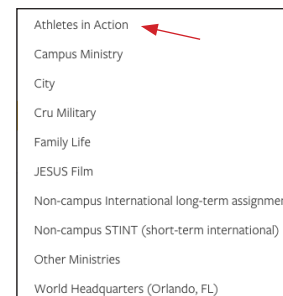 Athletes in Action
Campus Ministry
City
Cru Military
Family Life
JESUS Film
Non-campus International long-term
Non-campus STINT (short-term international)
Other Ministries
World Headquarters (Orlando, FL)